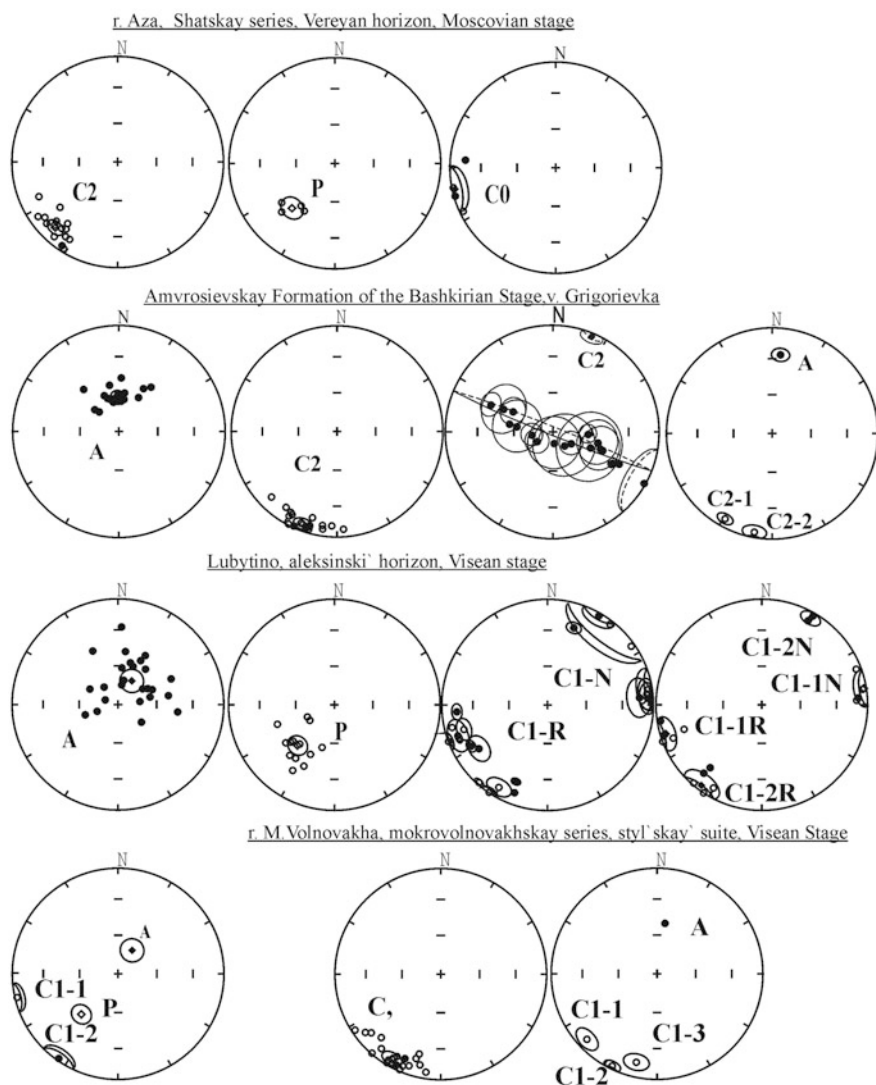 r. Aza, Shatskay series, Vereyan horizon, Moscovian stage
N N N
C2 P C0
Amvrosievskay Formation of the Bashkirian Stage,v. Grigorievka
N N N N
A C2 C2 A
C2-1 C2-2
Lubytino, aleksinski` horizon, Visean stage
N N N N
A P C1-N C1-R C1-2N C1-1N
C1-1R
C1-2R
r. M.Volnovakha, mokrovolnovakhskay series, styl`skay` suite, Visean Stage
N N N
A A
C1-1 P C, C1-1 C1-3
C1-2 C1-2